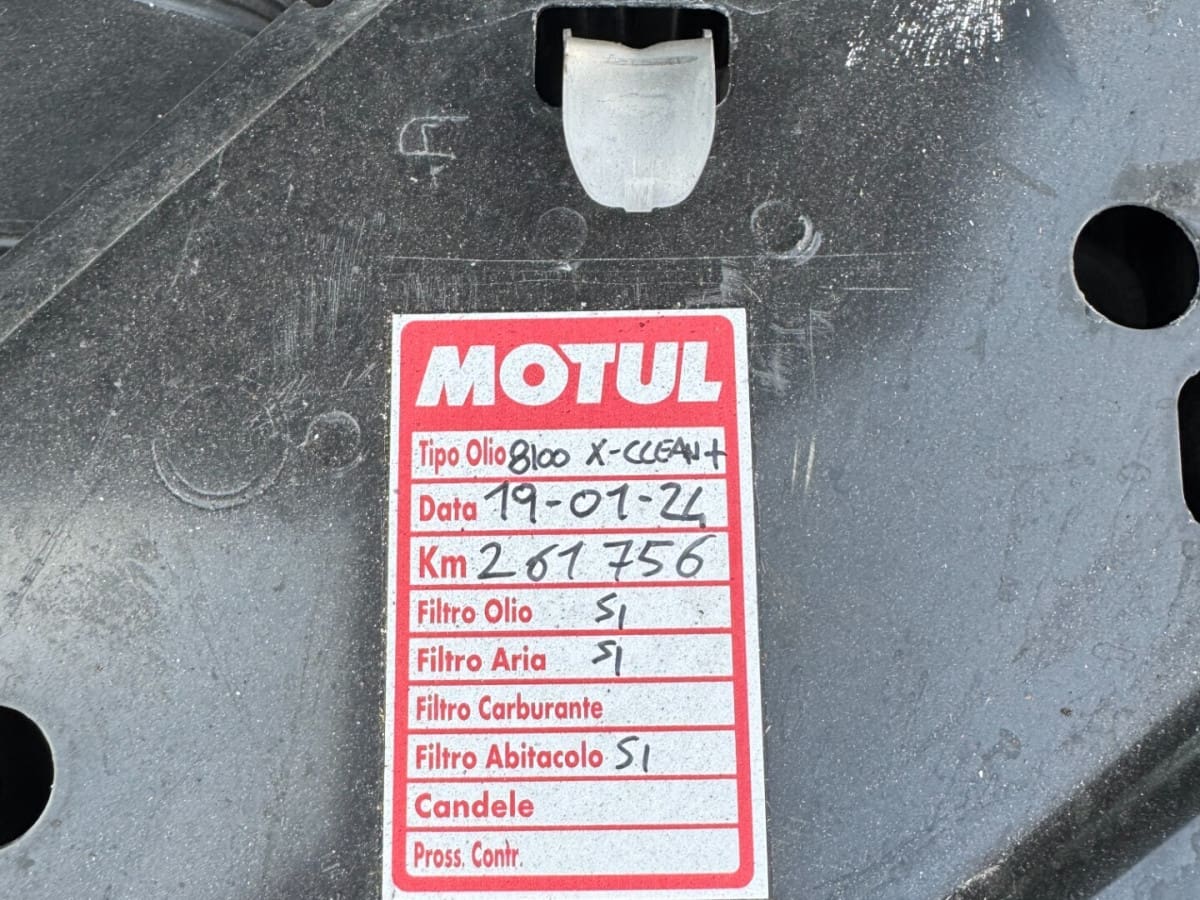 MOTUL
Tipo Olio 8100 X-CLEAN+
Data 19-01-24
Km 261756
Filtro Olio SI
Filtro Aria SI
Filtro Carburante
Filtro Abitacolo SI
Candele
Pross. Contr.